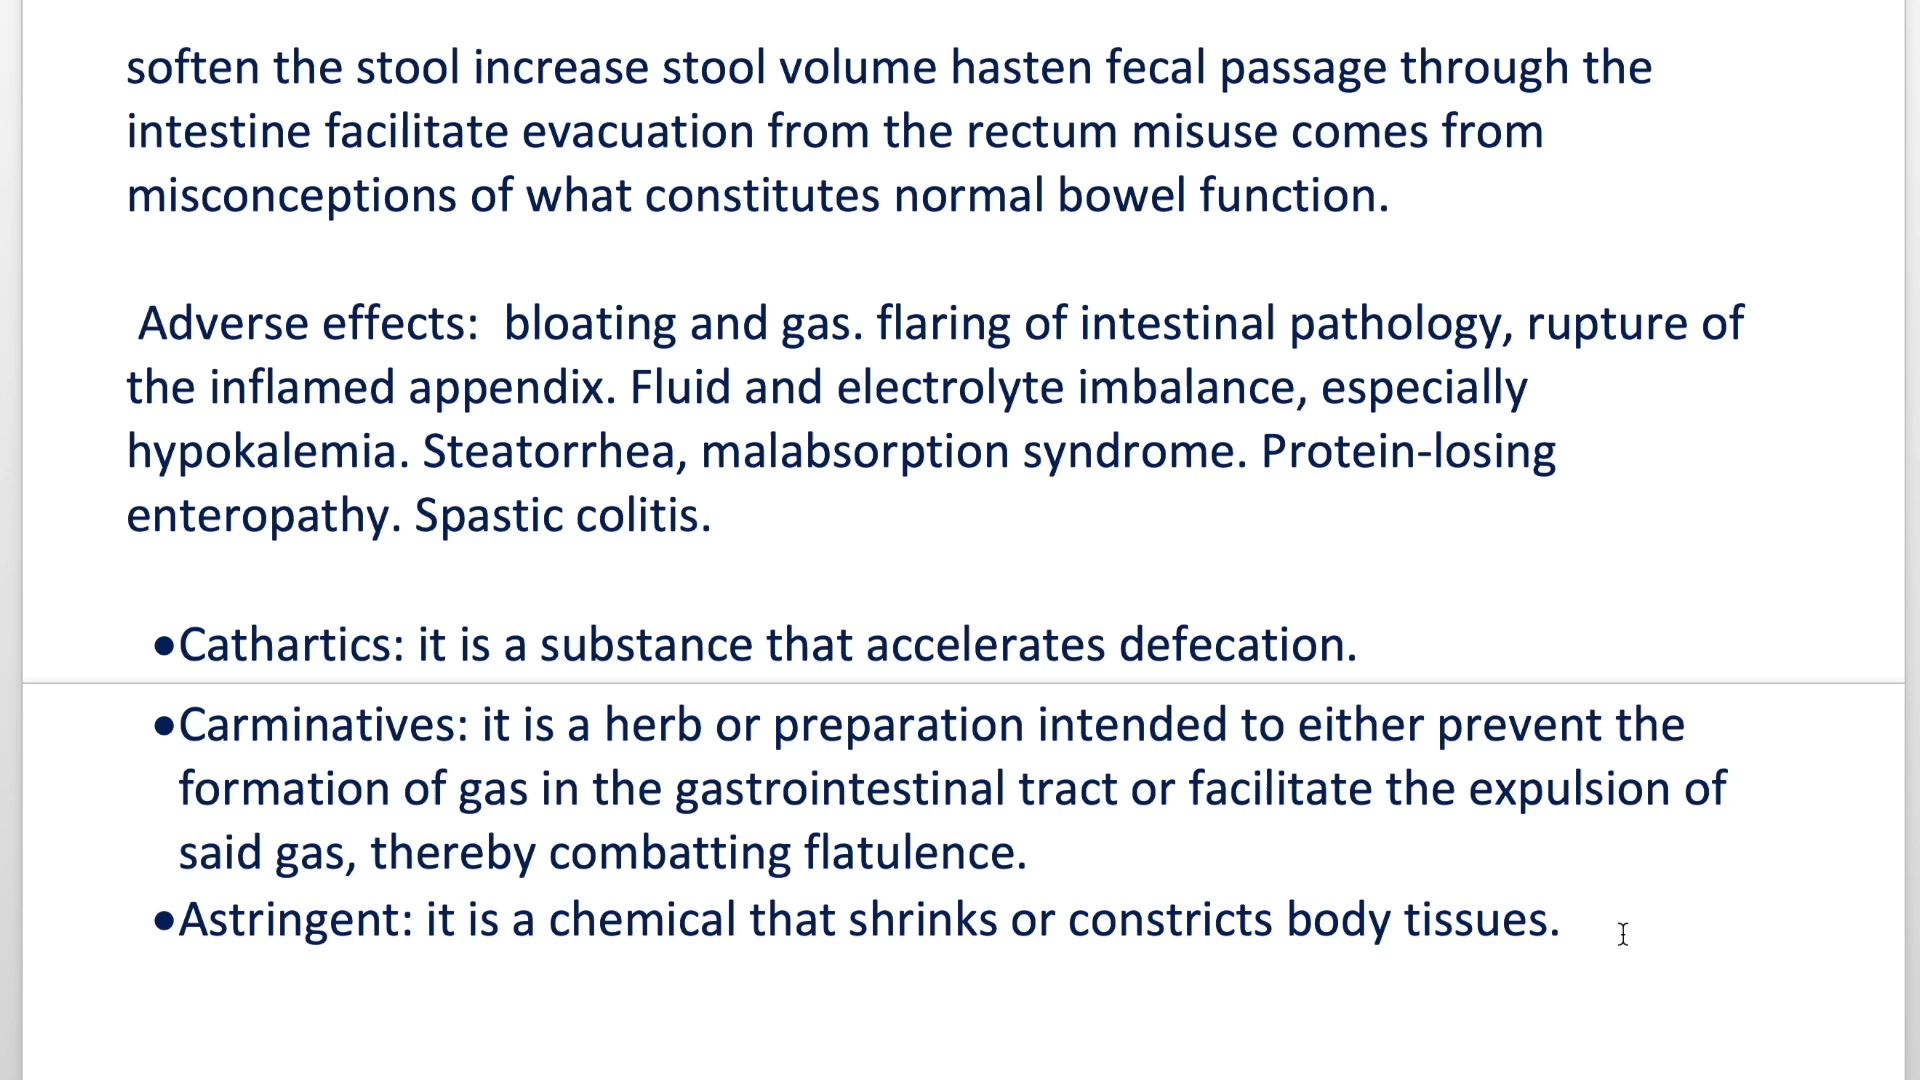 soften the stool increase stool volume hasten fecal passage through the
intestine facilitate evacuation from the rectum misuse comes from
misconceptions of what constitutes normal bowel function.
Adverse effects:  bloating and gas. flaring of intestinal pathology, rupture of
the inflamed appendix. Fluid and electrolyte imbalance, especially
hypokalemia. Steatorrhea, malabsorption syndrome. Protein-losing
enteropathy. Spastic colitis.
•Cathartics: it is a substance that accelerates defecation.
•Carminatives: it is a herb or preparation intended to either prevent the
formation of gas in the gastrointestinal tract or facilitate the expulsion of
said gas, thereby combatting flatulence.
•Astringent: it is a chemical that shrinks or constricts body tissues.